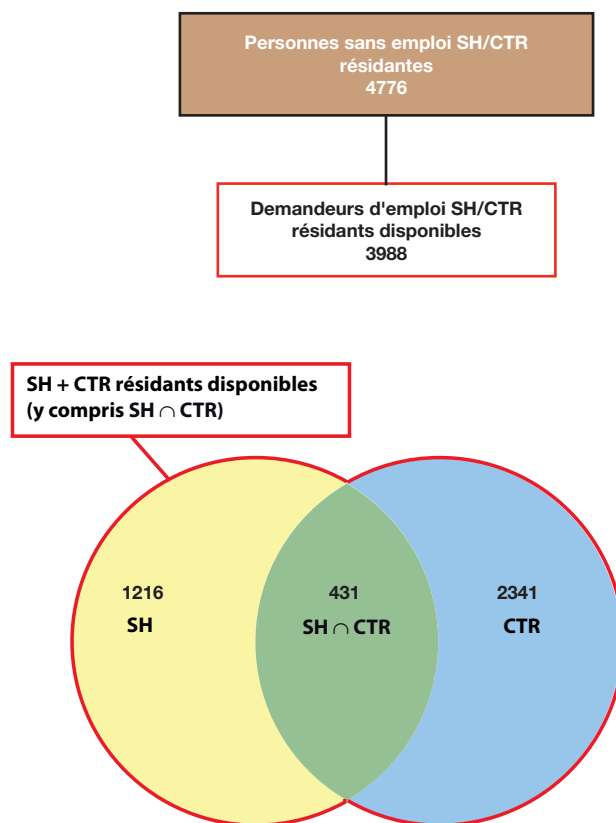 Personnes sans emploi SH/CTR
résidantes
4776
Demandeurs d'emploi SH/CTR
résidants disponibles
3988
SH + CTR résidants disponibles
(y compris SH ∩ CTR)
1216 431 2341
SH SH ∩ CTR CTR